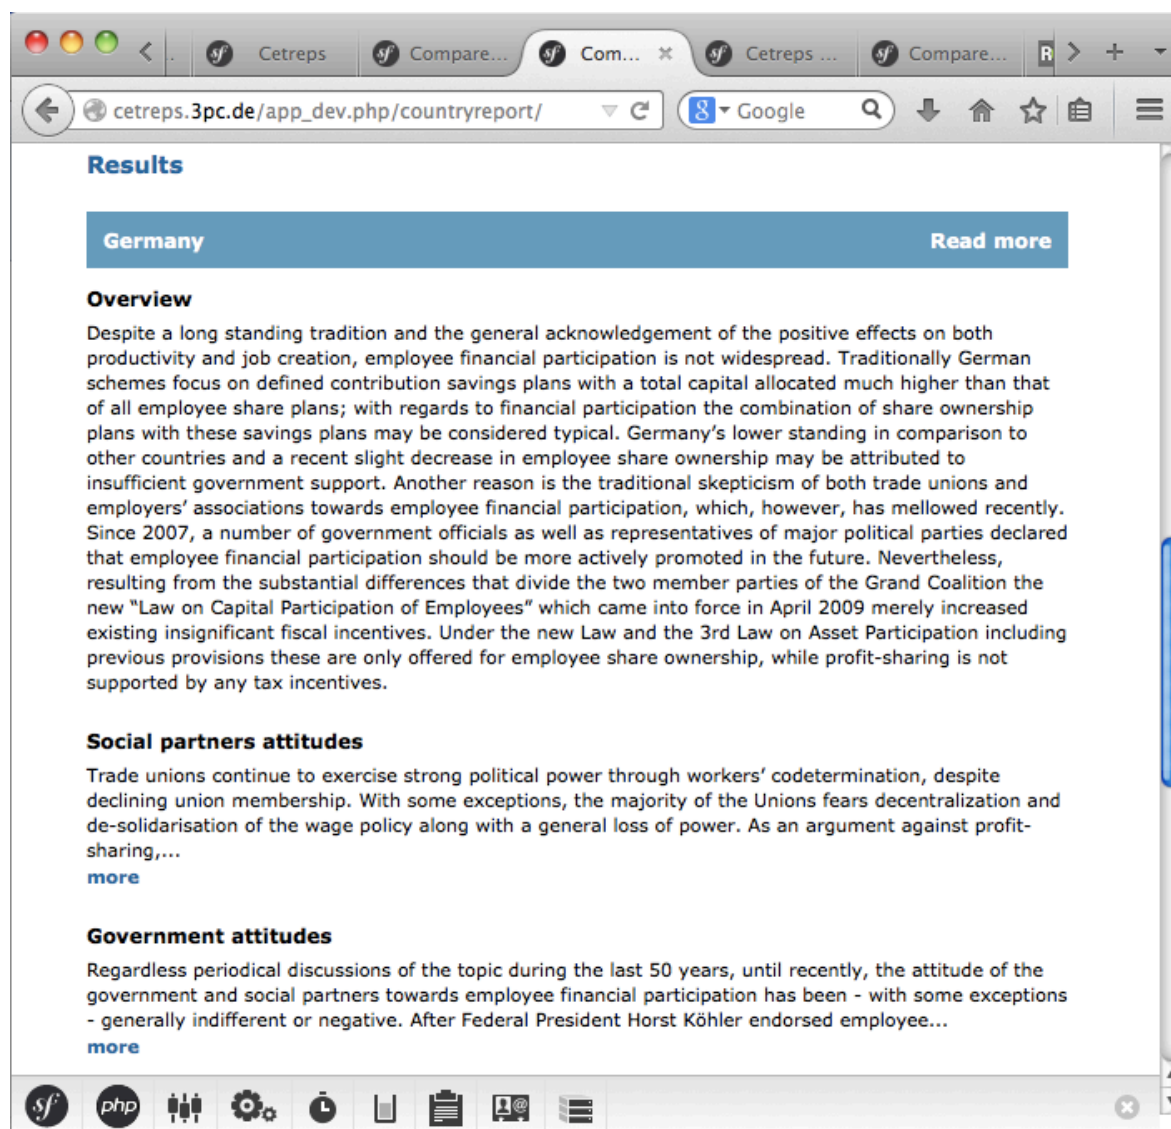 Cetreps
Compare...
Com...
Cetreps ...
Compare...
cetreps.3pc.de/app_dev.php/countryreport/
Google
Results
Germany
Read more
Overview
Despite a long standing tradition and the general acknowledgement of the positive effects on both
productivity and job creation, employee financial participation is not widespread. Traditionally German
schemes focus on defined contribution savings plans with a total capital allocated much higher than that
of all employee share plans; with regards to financial participation the combination of share ownership
plans with these savings plans may be considered typical. Germany’s lower standing in comparison to
other countries and a recent slight decrease in employee share ownership may be attributed to
insufficient government support. Another reason is the traditional skepticism of both trade unions and
employers’ associations towards employee financial participation, which, however, has mellowed recently.
Since 2007, a number of government officials as well as representatives of major political parties declared
that employee financial participation should be more actively promoted in the future. Nevertheless,
resulting from the substantial differences that divide the two member parties of the Grand Coalition the
new “Law on Capital Participation of Employees” which came into force in April 2009 merely increased
existing insignificant fiscal incentives. Under the new Law and the 3rd Law on Asset Participation including
previous provisions these are only offered for employee share ownership, while profit-sharing is not
supported by any tax incentives.
Social partners attitudes
Trade unions continue to exercise strong political power through workers’ codetermination, despite
declining union membership. With some exceptions, the majority of the Unions fears decentralization and
de-solidarisation of the wage policy along with a general loss of power. As an argument against profit-
sharing,...
more
Government attitudes
Regardless periodical discussions of the topic during the last 50 years, until recently, the attitude of the
government and social partners towards employee financial participation has been - with some exceptions
- generally indifferent or negative. After Federal President Horst Köhler endorsed employee...
more
sf
php